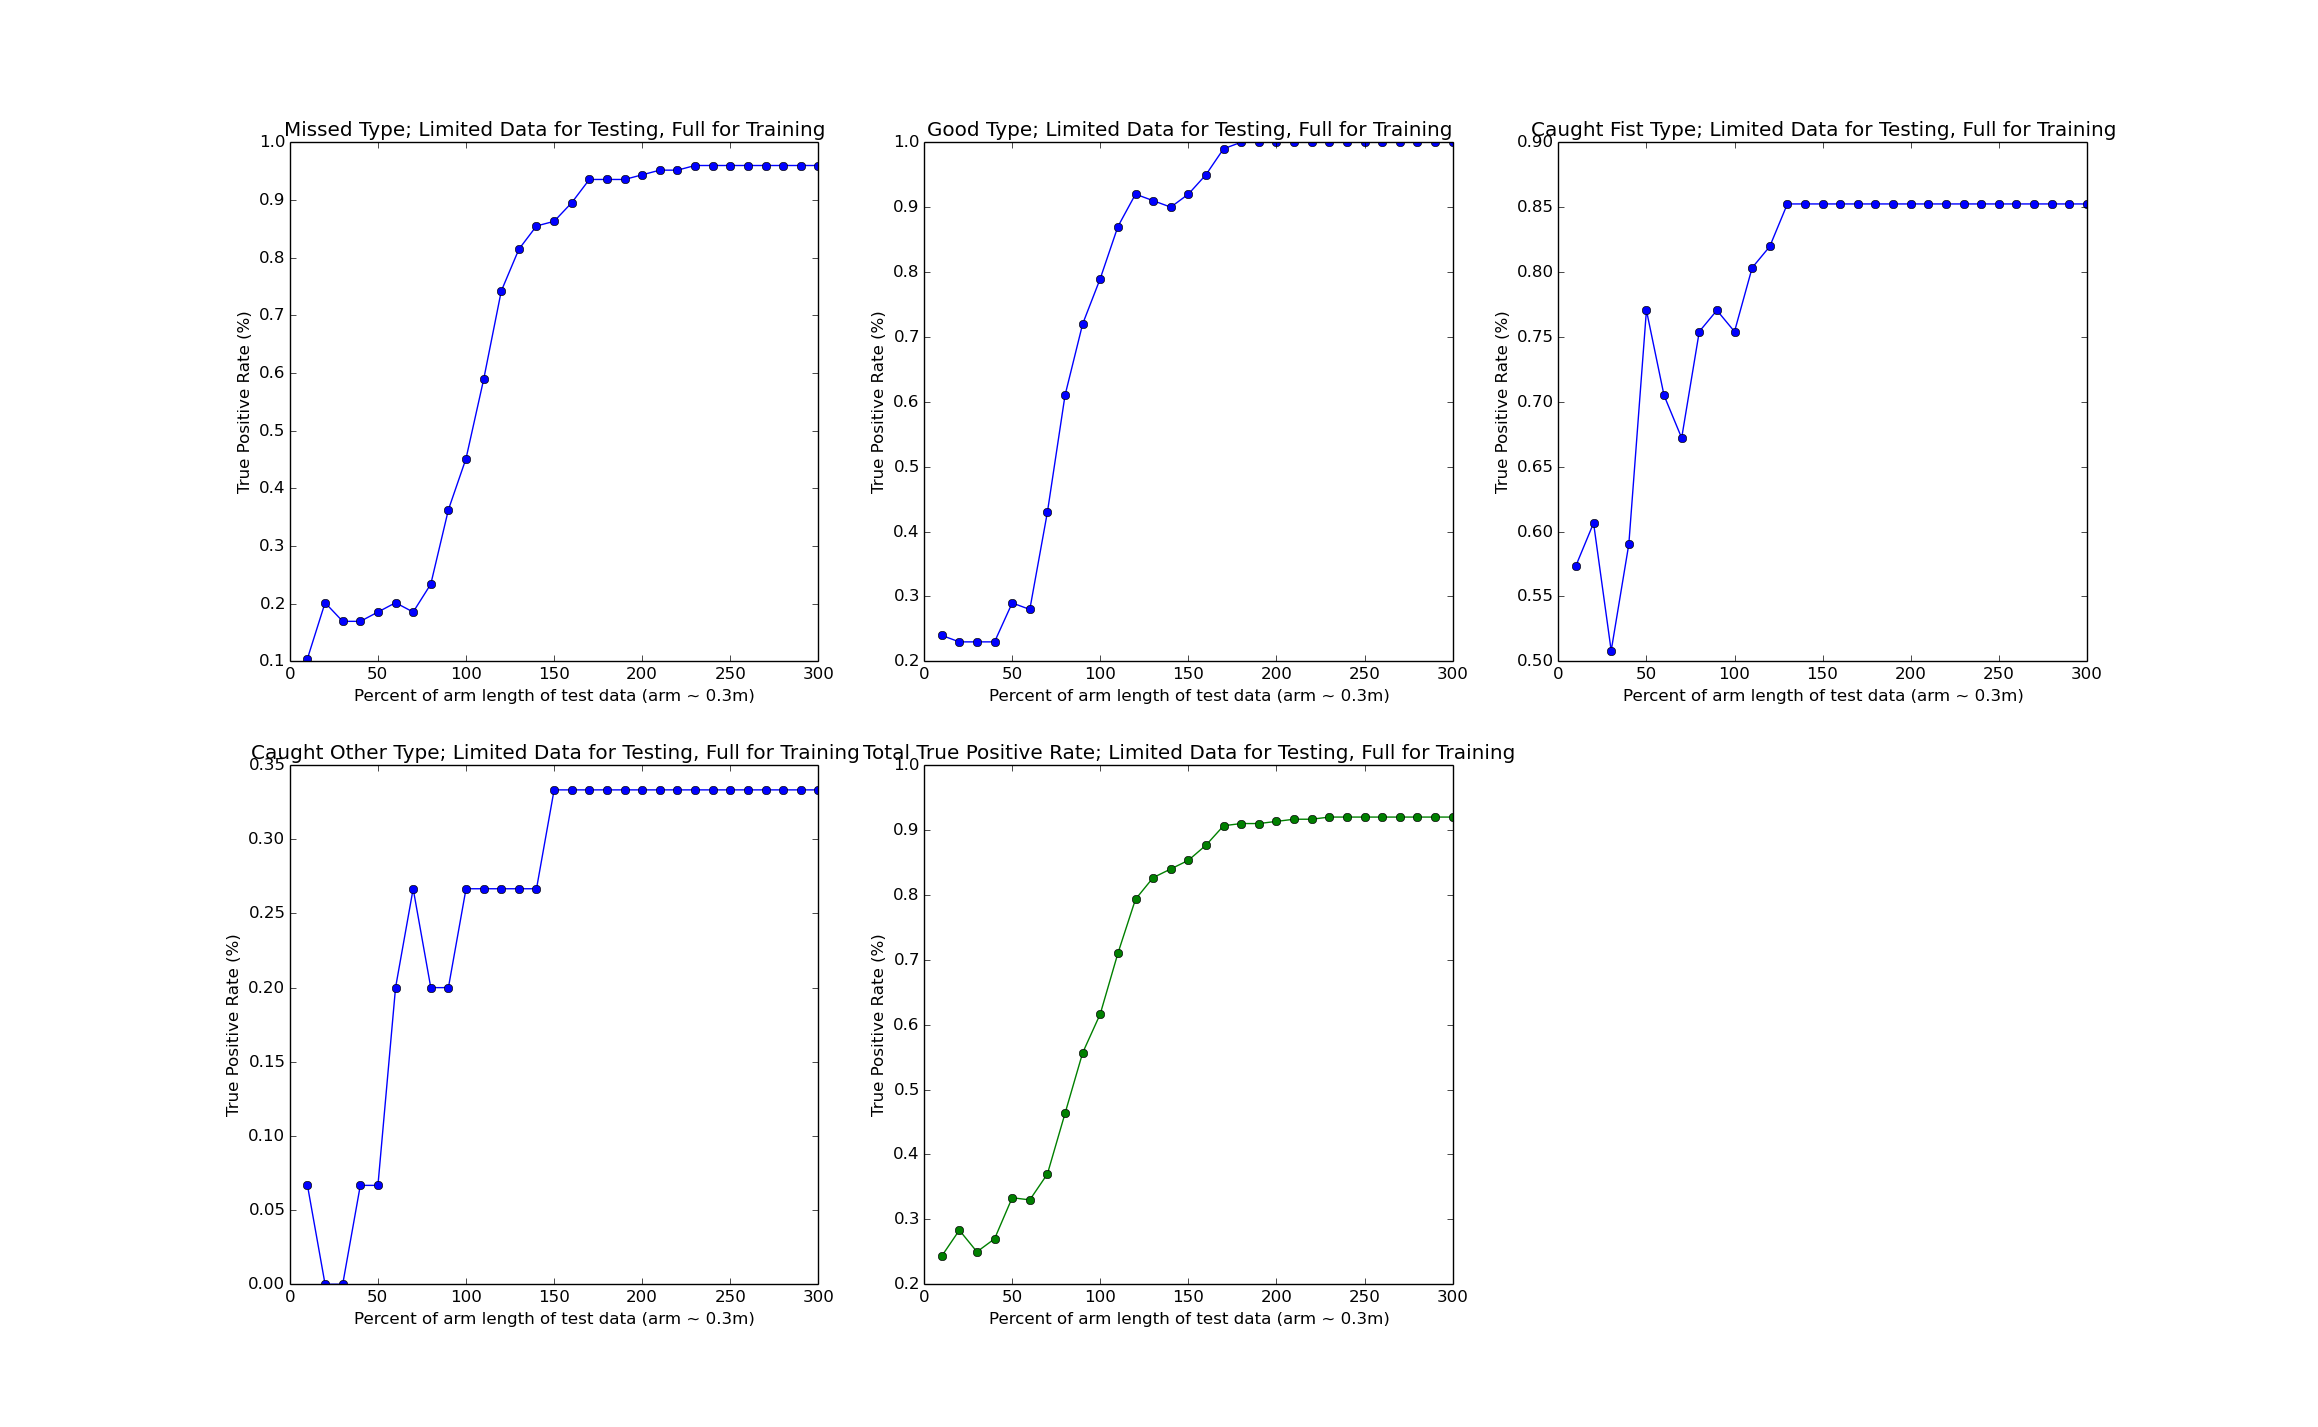 Missed Type; Limited Data for Testing, Full for Training
1.0
0.9
0.8
0.7
0.6
0.5
0.4
0.3
0.2
0.1
True Positive Rate (%)
0 50 100 150 200 250 300
Percent of arm length of test data (arm ~ 0.3m)
Good Type; Limited Data for Testing, Full for Training
1.0
0.9
0.8
0.7
0.6
0.5
0.4
0.3
0.2
True Positive Rate (%)
0 50 100 150 200 250 300
Percent of arm length of test data (arm ~ 0.3m)
Caught Fist Type; Limited Data for Testing, Full for Training
0.90
0.85
0.80
0.75
0.70
0.65
0.60
0.55
0.50
True Positive Rate (%)
0 50 100 150 200 250 300
Percent of arm length of test data (arm ~ 0.3m)
Caught Other Type; Limited Data for Testing, Full for Training
0.35
0.30
0.25
0.20
0.15
0.10
0.05
0.00
True Positive Rate (%)
0 50 100 150 200 250 300
Percent of arm length of test data (arm ~ 0.3m)
Total True Positive Rate; Limited Data for Testing, Full for Training
1.0
0.9
0.8
0.7
0.6
0.5
0.4
0.3
0.2
True Positive Rate (%)
0 50 100 150 200 250 300
Percent of arm length of test data (arm ~ 0.3m)